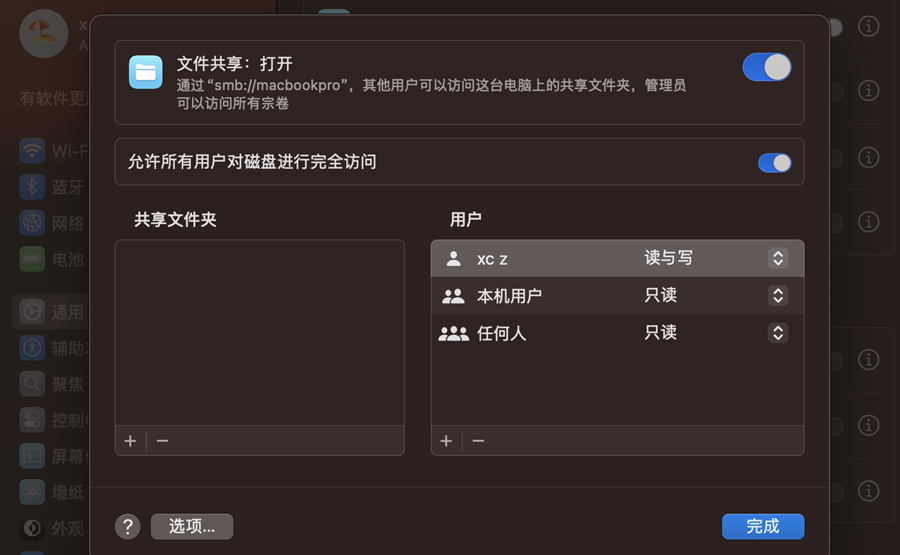 文件共享：打开
通过“smb://macbookpro”，其他用户可以访问这台电脑上的共享文件夹，管理员
可以访问所有宗卷
允许所有用户对磁盘进行完全访问
共享文件夹
用户
xc z 读与写
本机用户 只读
任何人 只读
+ −
+ −
? 选项...
完成
有软件更
Wi-F
蓝牙
网络
电池
通用
辅助
聚焦
控制
屏幕
墙纸
外观